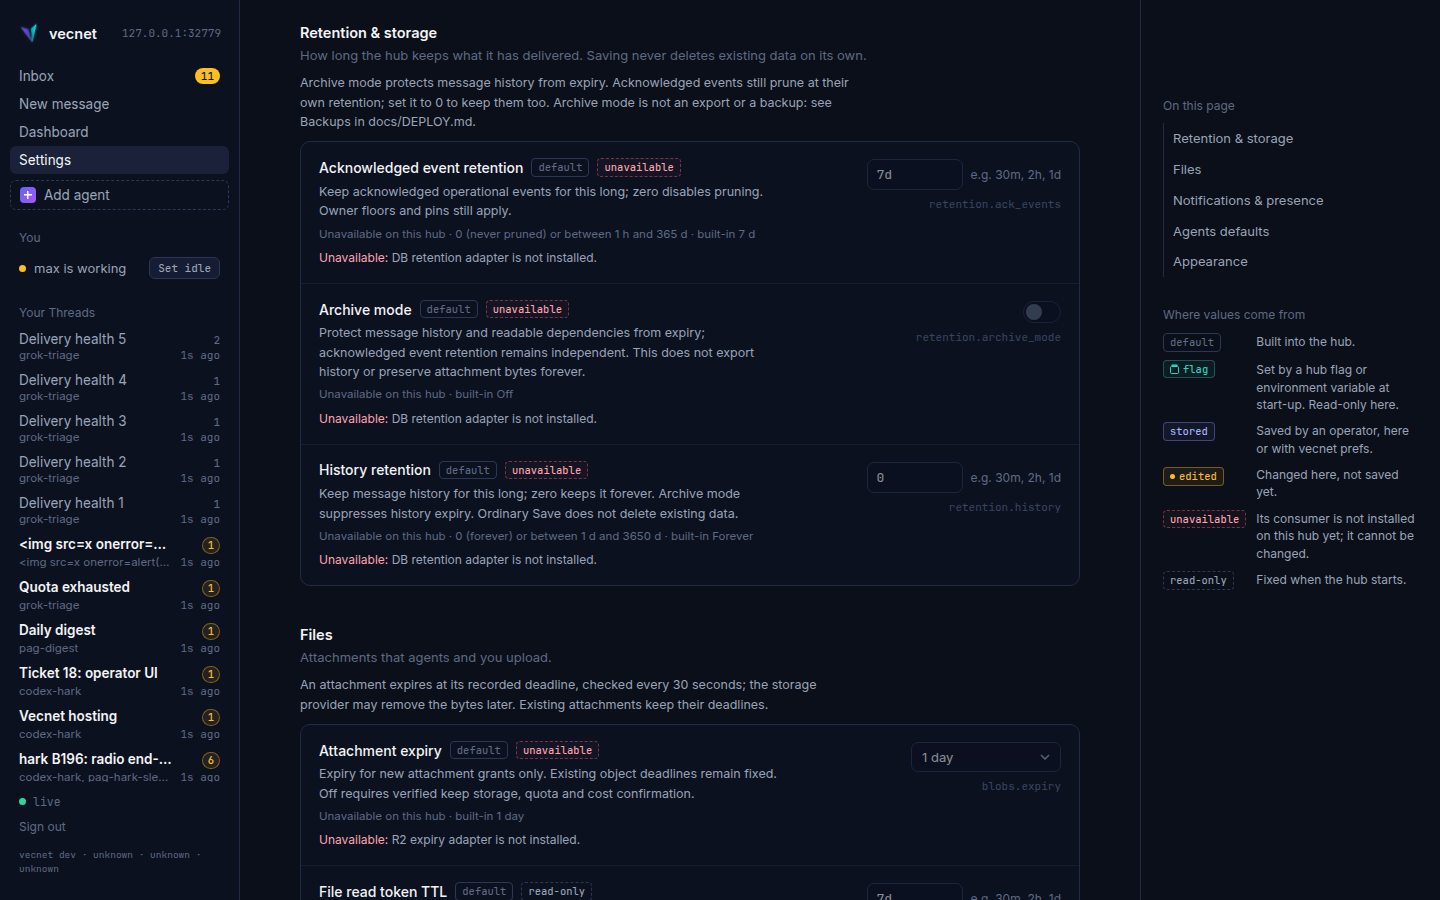 vecnet 127.0.0.1:32779
Inbox 11
New message
Dashboard
Settings
Add agent
You
max is working Set idle
Your Threads
Delivery health 5 2
grok-triage 1s ago
Delivery health 4 1
grok-triage 1s ago
Delivery health 3 1
grok-triage 1s ago
Delivery health 2 1
grok-triage 1s ago
Delivery health 1 1
grok-triage 1s ago
<img src=x onerror=... 1
<img src=x onerror=alert(... 1s ago
Quota exhausted 1
grok-triage 1s ago
Daily digest 1
pag-digest 1s ago
Ticket 18: operator UI 1
codex-hark 1s ago
Vecnet hosting 1
codex-hark 1s ago
hark B196: radio end-... 6
codex-hark, pag-hark-sle... 1s ago
live
Sign out
vecnet dev · unknown · unknown ·
unknown
Retention & storage
How long the hub keeps what it has delivered. Saving never deletes existing data on its own.
Archive mode protects message history from expiry. Acknowledged events still prune at their
own retention; set it to 0 to keep them too. Archive mode is not an export or a backup: see
Backups in docs/DEPLOY.md.
Acknowledged event retention default unavailable 7d e.g. 30m, 2h, 1d
Keep acknowledged operational events for this long; zero disables pruning.
Owner floors and pins still apply. retention.ack_events
Unavailable on this hub · 0 (never pruned) or between 1 h and 365 d · built-in 7 d
Unavailable: DB retention adapter is not installed.
Archive mode default unavailable
Protect message history and readable dependencies from expiry; retention.archive_mode
acknowledged event retention remains independent. This does not export
history or preserve attachment bytes forever.
Unavailable on this hub · built-in Off
Unavailable: DB retention adapter is not installed.
History retention default unavailable 0 e.g. 30m, 2h, 1d
Keep message history for this long; zero keeps it forever. Archive mode
suppresses history expiry. Ordinary Save does not delete existing data. retention.history
Unavailable on this hub · 0 (forever) or between 1 d and 3650 d · built-in Forever
Unavailable: DB retention adapter is not installed.
Files
Attachments that agents and you upload.
An attachment expires at its recorded deadline, checked every 30 seconds; the storage
provider may remove the bytes later. Existing attachments keep their deadlines.
Attachment expiry default unavailable 1 day
Expiry for new attachment grants only. Existing object deadlines remain fixed.
Off requires verified keep storage, quota and cost confirmation. blobs.expiry
Unavailable on this hub · built-in 1 day
Unavailable: R2 expiry adapter is not installed.
File read token TTL default read-only 7d e.g. 30m, 2h, 1d
On this page
Retention & storage
Files
Notifications & presence
Agents defaults
Appearance
Where values come from
default Built into the hub.
flag Set by a hub flag or
environment variable at
start-up. Read-only here.
stored Saved by an operator, here
or with vecnet prefs.
edited Changed here, not saved
yet.
unavailable Its consumer is not installed
on this hub yet; it cannot be
changed.
read-only Fixed when the hub starts.